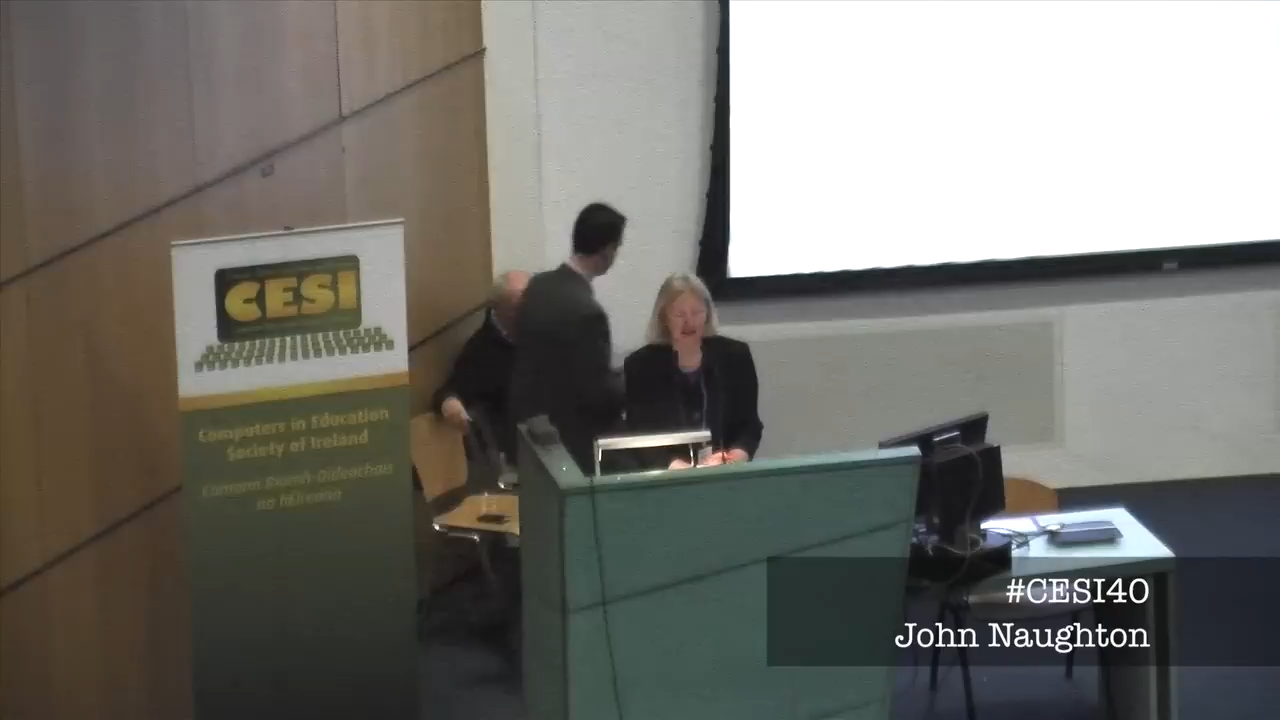 CESI
Computers in Education
Society of Ireland
Cumann Ríomh-Oideachais
na hÉireann
#CESI40
John Naughton